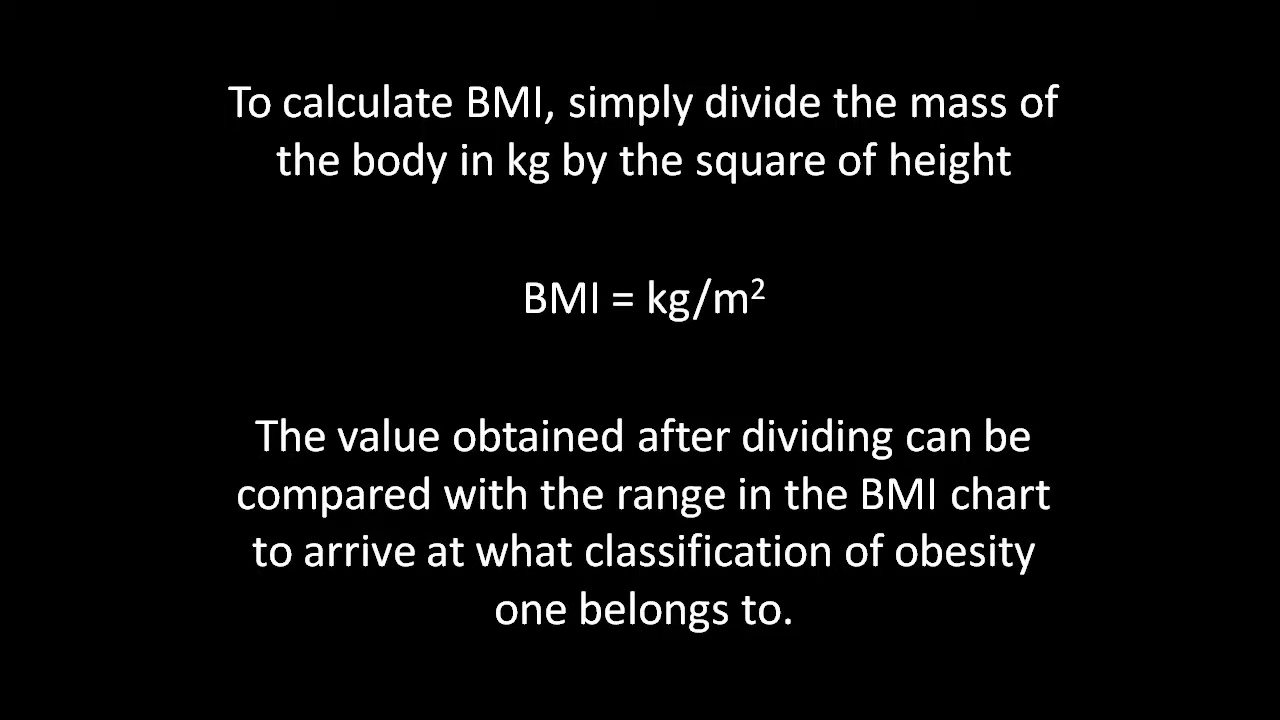 To calculate BMI, simply divide the mass of
the body in kg by the square of height
BMI = kg/m²
The value obtained after dividing can be
compared with the range in the BMI chart
to arrive at what classification of obesity
one belongs to.